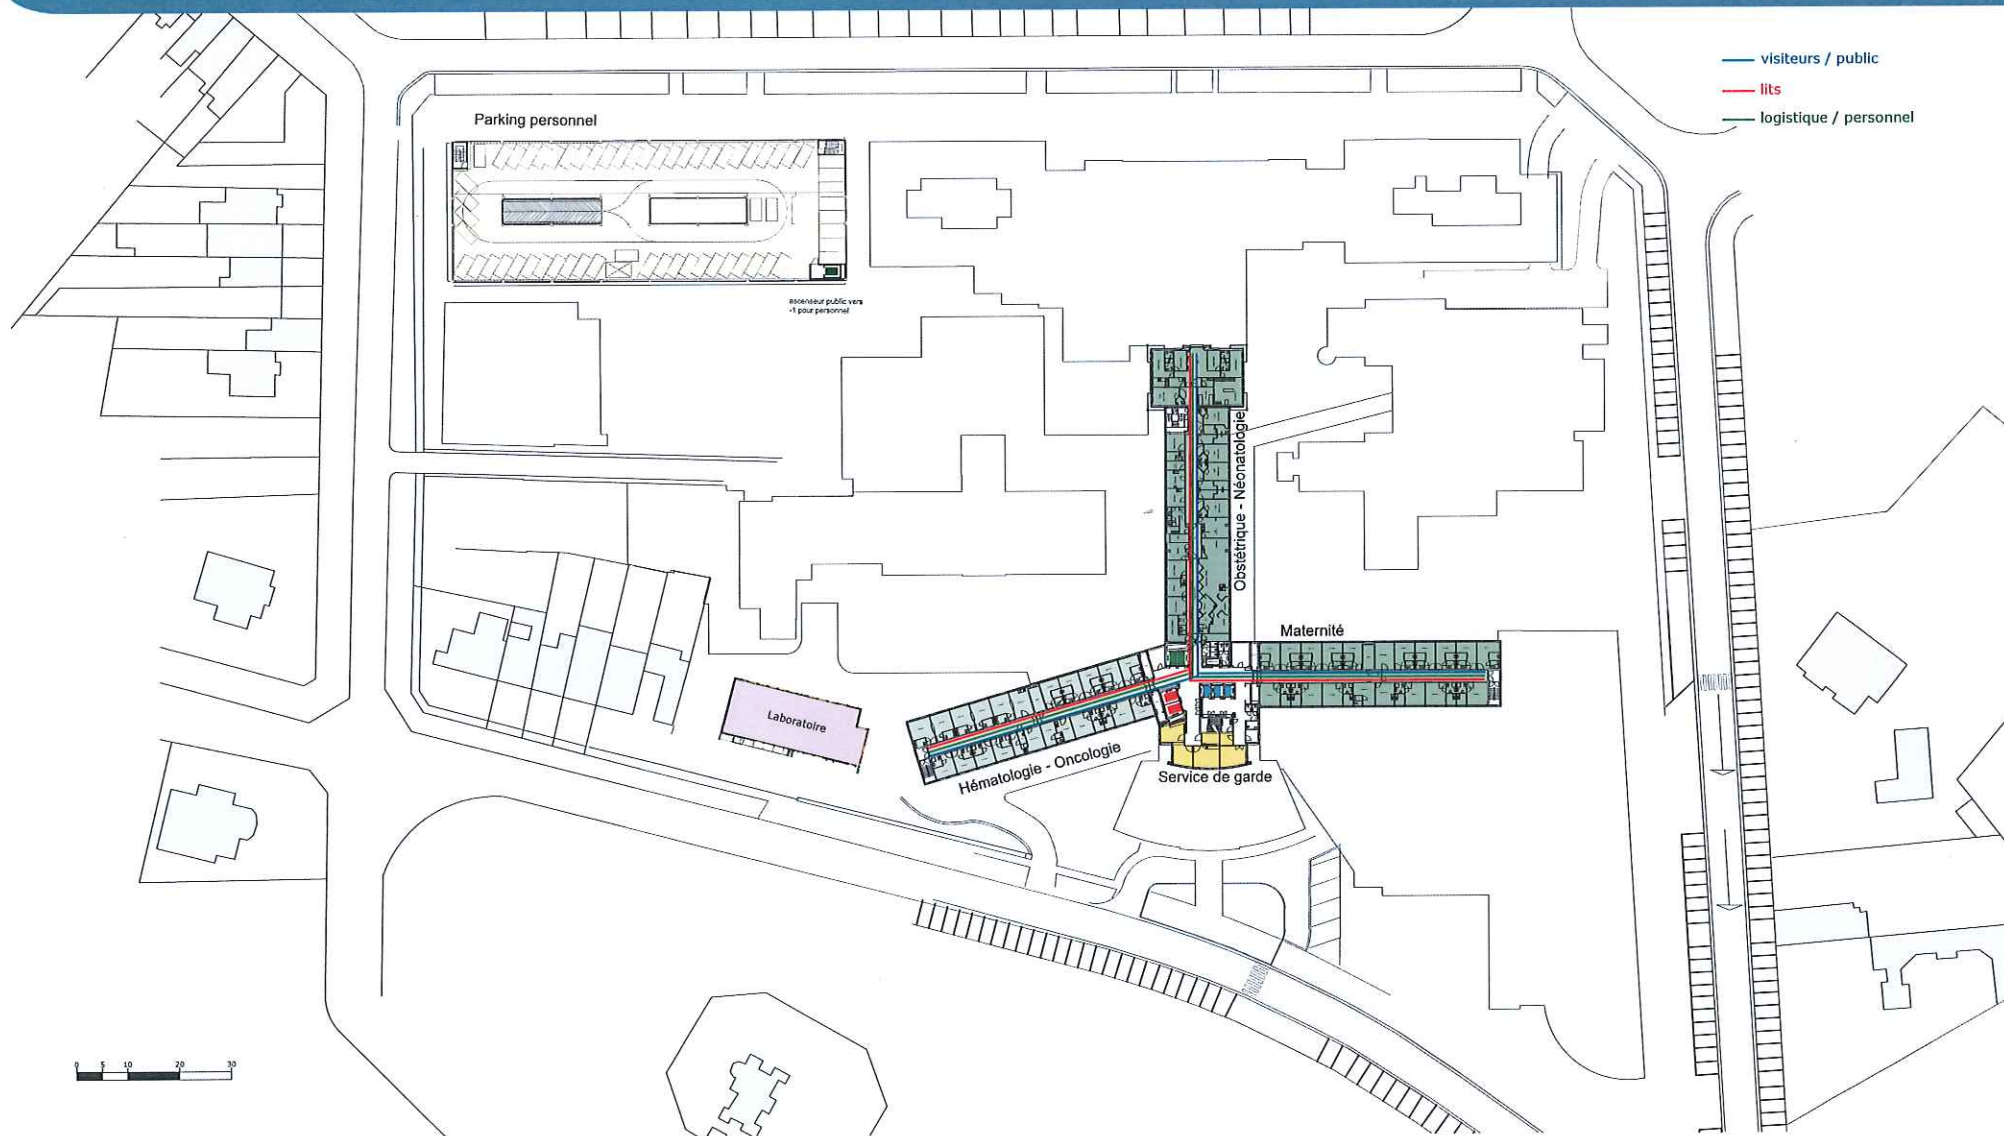 visiteurs / public
lits
logistique / personnel
Parking personnel
ascenseur public vers
-1 pour personnel
Obstétrique - Néonatologie
Maternité
Laboratoire
Hématologie - Oncologie
Service de garde
0 5 10 20 30